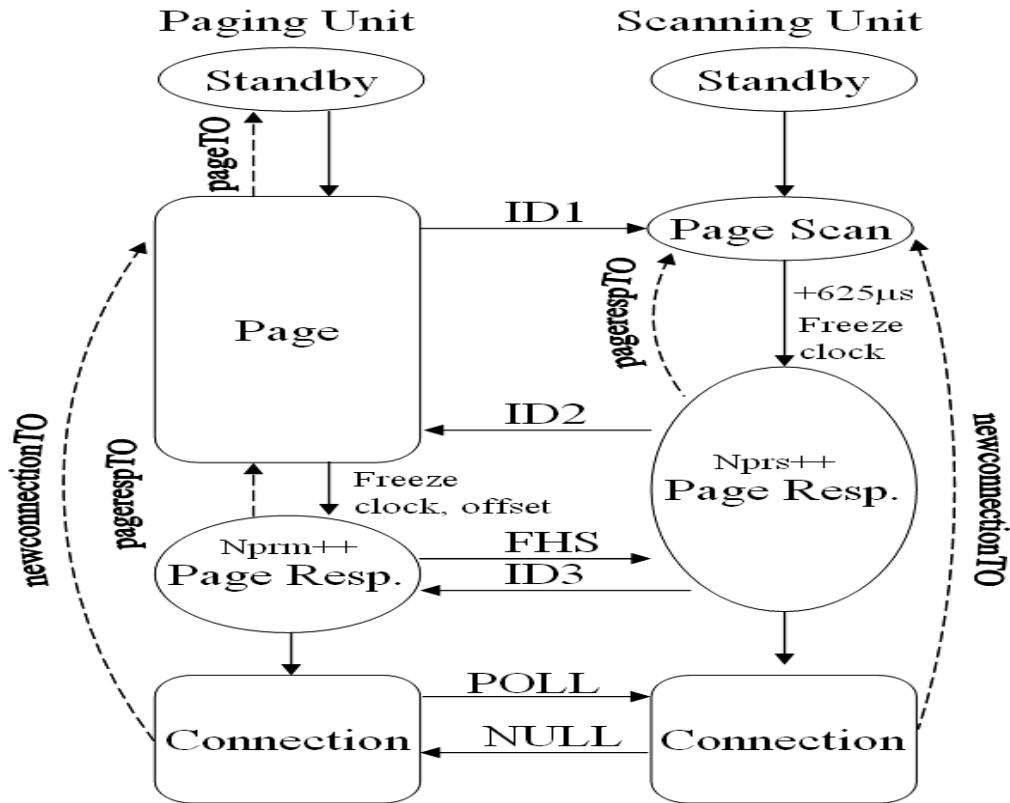 Paging Unit
Scanning Unit
Standby
Standby
pageTO
ID1
Page Scan
pagerespTO
+625μs
Freeze
clock
Page
ID2
newconnectionTO
pagerespTO
Freeze
clock, offset
Nprs++
Page Resp.
newconnectionTO
Nprm++
Page Resp.
FHS
ID3
POLL
Connection
NULL
Connection